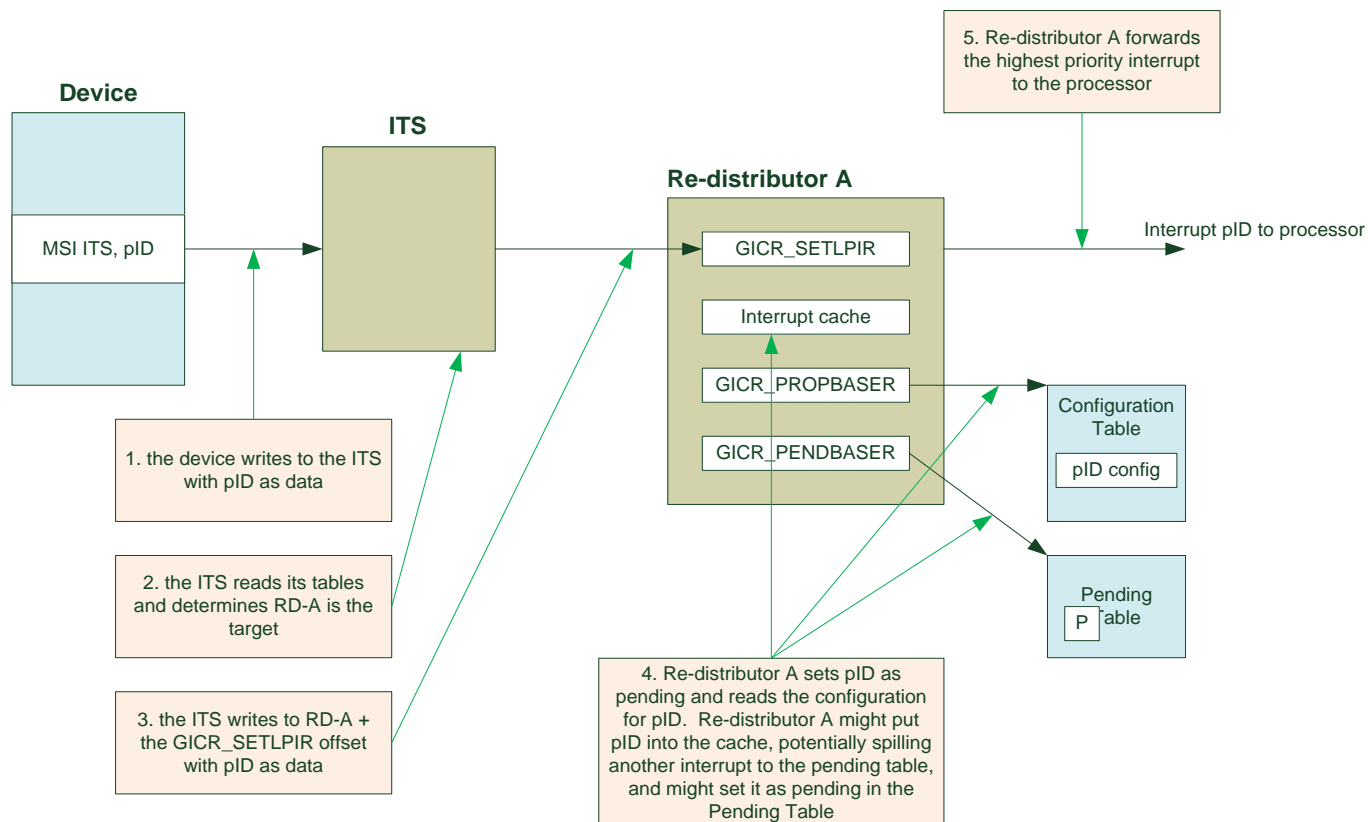 5. Re-distributor A forwards
the highest priority interrupt
to the processor
Device
ITS
Re-distributor A
MSI ITS, pID
GICR_SETLPIR
Interrupt pID to processor
Interrupt cache
GICR_PROPBASER
Configuration
Table
pID config
GICR_PENDBASER
1. the device writes to the ITS
with pID as data
2. the ITS reads its tables
and determines RD-A is the
target
Pending
Table
P
3. the ITS writes to RD-A +
the GICR_SETLPIR offset
with pID as data
4. Re-distributor A sets pID as
pending and reads the configuration
for pID. Re-distributor A might put
pID into the cache, potentially spilling
another interrupt to the pending table,
and might set it as pending in the
Pending Table